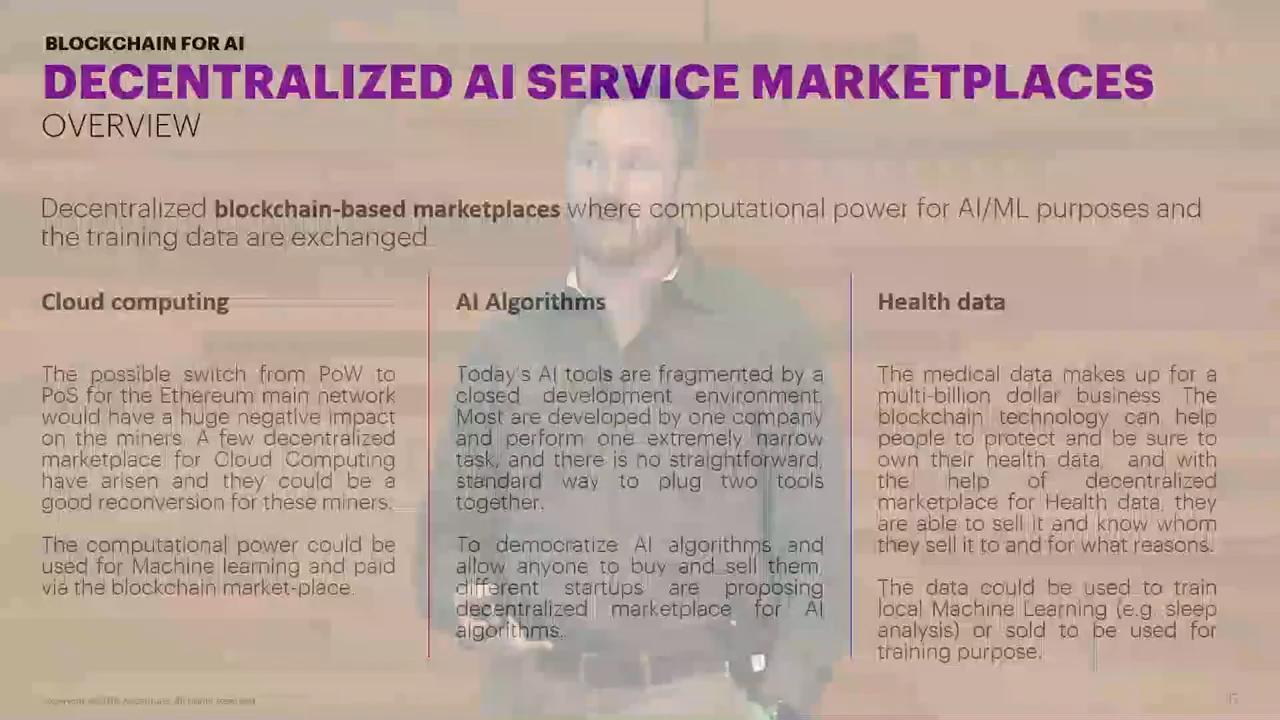 BLOCKCHAIN FOR AI
DECENTRALIZED AI SERVICE MARKETPLACES
OVERVIEW
Decentralized blockchain-based marketplaces where computational power for AI/ML purposes and
the training data are exchanged.
Cloud computing
The possible switch from PoW to
PoS for the Ethereum main network
would have a huge negative impact
on the miners. A few decentralized
marketplace for Cloud Computing
have arisen and they could be a
good reconversion for these miners.
The computational power could be
used for Machine learning and paid
via the blockchain market-place.
AI Algorithms
Today's AI tools are fragmented by a
closed development environment.
Most are developed by one company
and perform one extremely narrow
task, and there is no straightforward,
standard way to plug two tools
together.
To democratize AI algorithms and
allow anyone to buy and sell them,
different startups are proposing
decentralized marketplace for AI
algorithms.
Health data
The medical data makes up for a
multi-billion dollar business. The
blockchain technology can help
people to protect and be sure to
own their health data, and with
the help of decentralized
marketplace for Health data, they
are able to sell it and know whom
they sell it to and for what reasons.
The data could be used to train
local Machine Learning (e.g. sleep
analysis) or sold to be used for
training purpose.